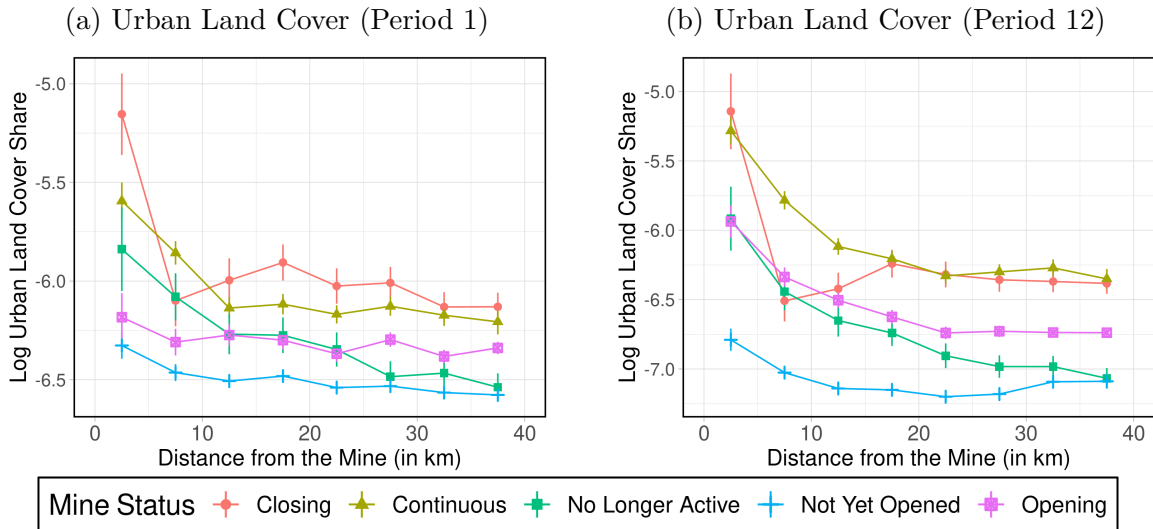 (a) Urban Land Cover (Period 1)
(b) Urban Land Cover (Period 12)
Log Urban Land Cover Share
-5.0
-5.5
-6.0
-6.5
0 10 20 30 40
Distance from the Mine (in km)
Log Urban Land Cover Share
-5.0
-5.5
-6.0
-6.5
-7.0
0 10 20 30 40
Distance from the Mine (in km)
Mine Status Closing Continuous No Longer Active Not Yet Opened Opening